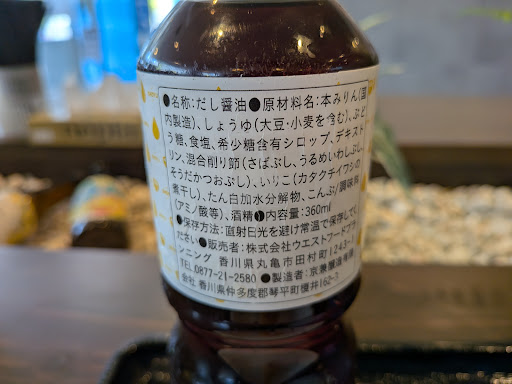 ●名称:だし醤油●原材料名:本みりん(国
内製造)、しょうゆ(大豆・小麦を含む)、ぶど
う糖、食塩、希少糖含有シロップ、デキスト
リン、混合削り節(さばぶし、うるめいわしぶし、
そうだかつおぶし)、いりこ(カタクチイワシの
煮干し)、たん白加水分解物、こんぶ/調味料
(アミノ酸等)、酒精●内容量:360ml
●保存方法:直射日光を避け常温で保存してく
ださい●販売者:株式会社ウエストフードプラ
ンニング 香川県丸亀市田村町1243-
TEL.0877-21-2580 ●製造者:京兼醸造有限
会社 香川県仲多度郡琴平町榎井162-